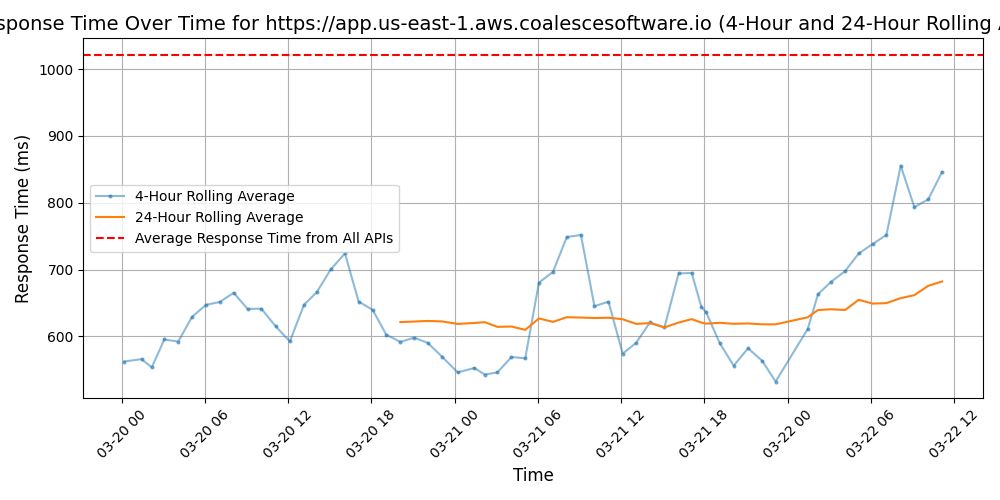 sponse Time Over Time for https://app.us-east-1.aws.coalescesoftware.io (4-Hour and 24-Hour Rolling
Response Time (ms)
1000
900
800
700
600
4-Hour Rolling Average
24-Hour Rolling Average
Average Response Time from All APIs
03-20 00
03-20 06
03-20 12
03-20 18
03-21 00
03-21 06
03-21 12
03-21 18
03-22 00
03-22 06
03-22 12
Time